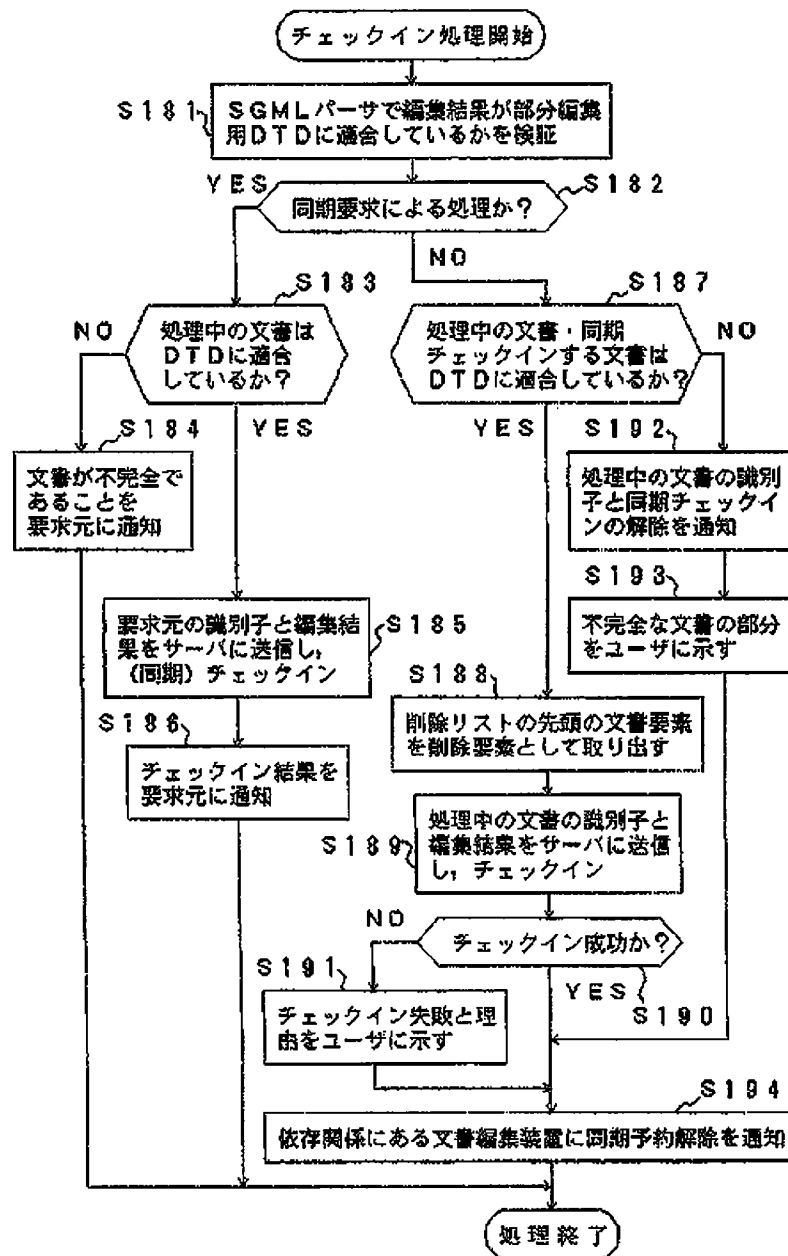 チェックイン処理開始
S181
SGMLパーサで編集結果が部分編集
用DTDに適合しているかを検証
YES
S182
同期要求による処理か?
NO
S183
S187
NO
処理中の文書は
DTDに適合
しているか?
処理中の文書・同期
チェックインする文書は
DTDに適合しているか?
NO
S184
YES
YES
S192
文書が不完全で
あることを
要求元に通知
処理中の文書の識別
子と同期チェックイ
ンの解除を通知
S193
要求元の識別子と編集結
果をサーバに送信し,
(同期)チェックイン
S185
不完全な文書の部分
をユーザに示す
S188
S186
削除リストの先頭の文書要素
を削除要素として取り出す
チェックイン結果を
要求元に通知
S189
処理中の文書の識別子と
編集結果をサーバに送信
し,チェックイン
NO
チェックイン成功か?
S191
YES
S190
チェックイン失敗と理
由をユーザに示す
S194
依存関係にある文書編集装置に同期予約解除を通知
処理終了